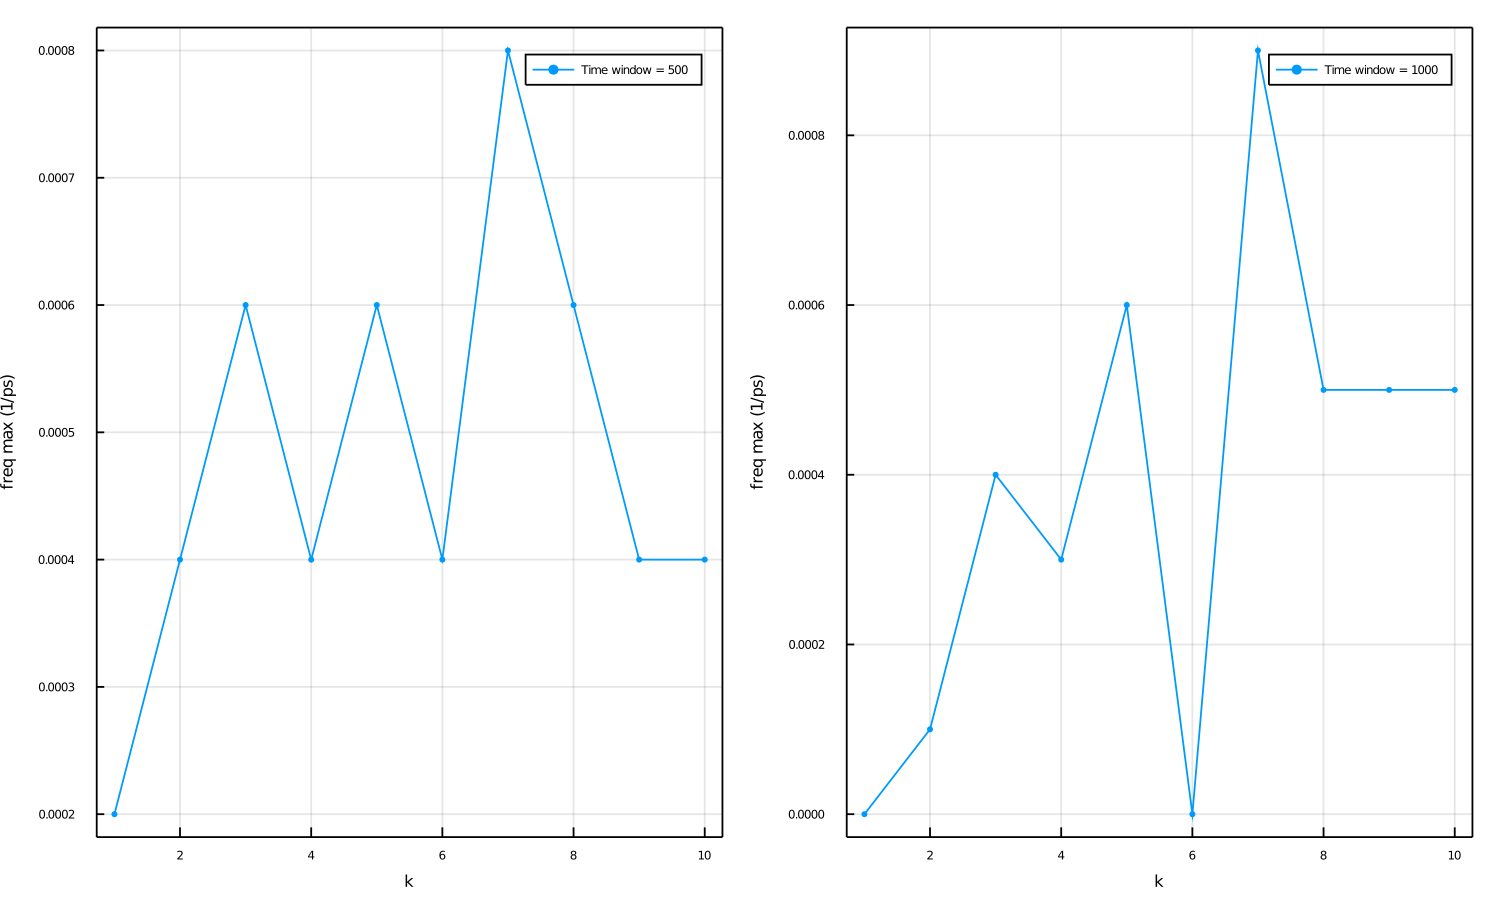 Time window = 500
0.0008
0.0007
0.0006
0.0005
0.0004
0.0003
0.0002
freq max (1/ps)
2 4 6 8 10
k
Time window = 1000
0.0008
0.0006
0.0004
0.0002
0.0000
freq max (1/ps)
2 4 6 8 10
k